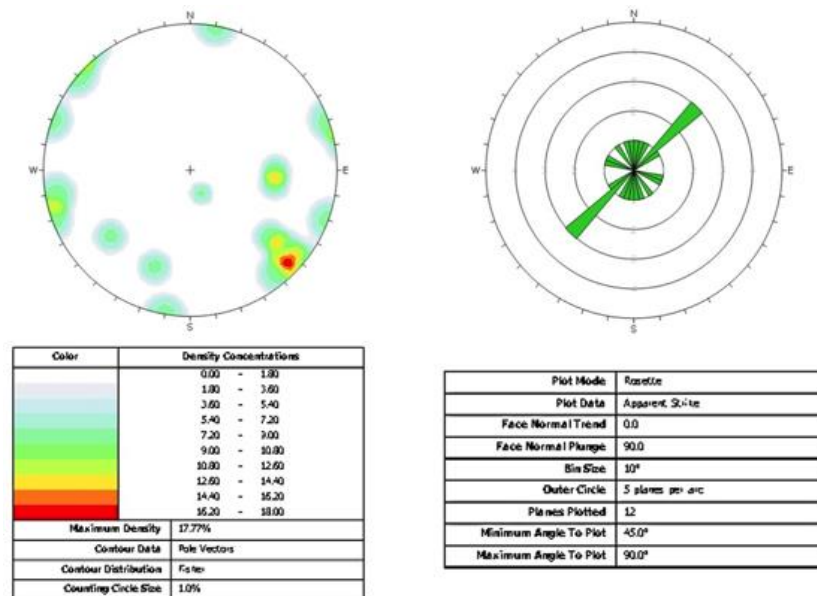 N
W
E
S
N
W
E
S
Color Density Concentrations
0.00 - 1.80
1.80 - 3.60
3.60 - 5.40
5.40 - 7.20
7.20 - 9.00
9.00 - 10.80
10.80 - 12.60
12.60 - 14.40
14.40 - 16.20
16.20 - 18.00
Maximum Density 17.77%
Contour Data Pole Vectors
Contour Distribution Fisher
Counting Circle Size 1.0%
Plot Mode Rosette
Plot Data Apparent Strike
Face Normal Trend 0.0
Face Normal Plunge 90.0
Bin Size 10°
Outer Circle 5 planes per arc
Planes Plotted 12
Minimum Angle To Plot 45.0°
Maximum Angle To Plot 90.0°